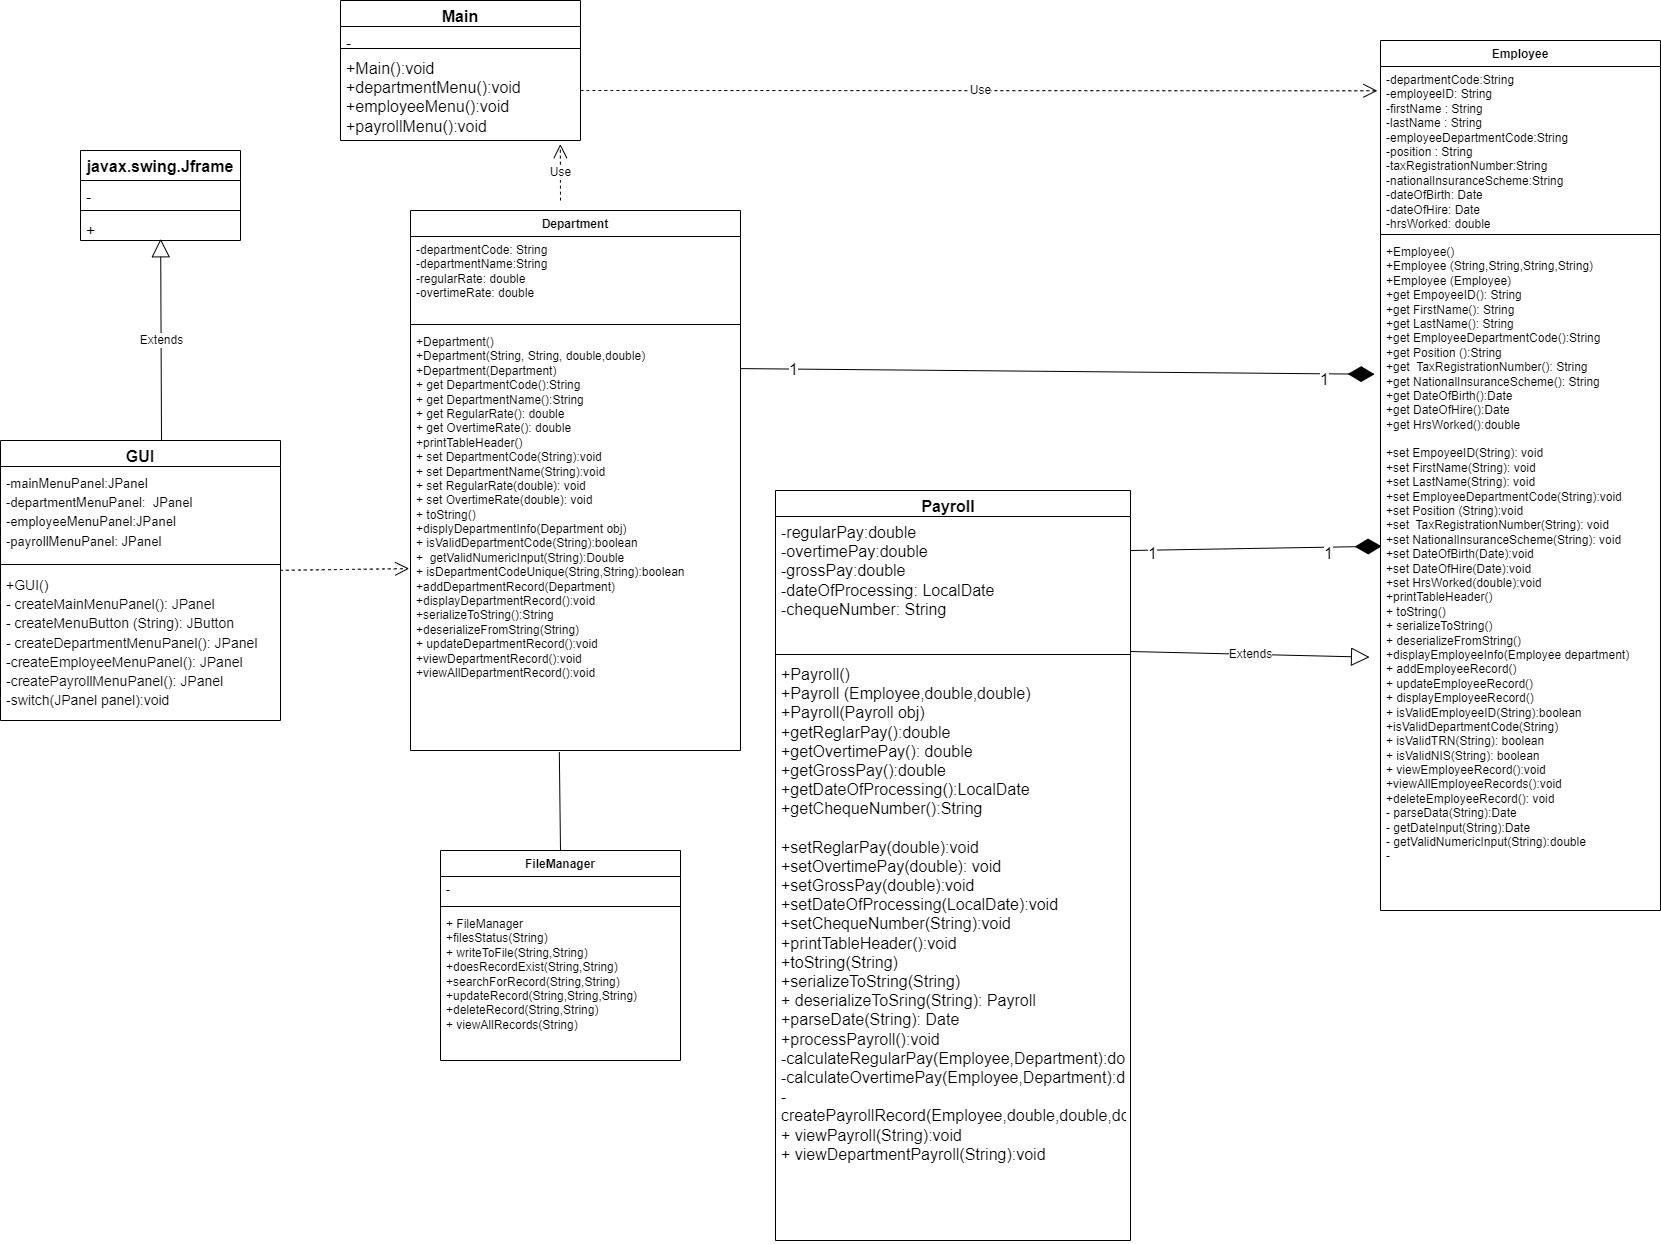 Main
-
+Main():void
+departmentMenu():void
+employeeMenu():void
+payrollMenu():void
Use
Use
javax.swing.Jframe
-
+
Extends
GUI
-mainMenuPanel:JPanel
-departmentMenuPanel:  JPanel
-employeeMenuPanel:JPanel
-payrollMenuPanel: JPanel
+GUI()
- createMainMenuPanel(): JPanel
- createMenuButton (String): JButton
- createDepartmentMenuPanel(): JPanel
-createEmployeeMenuPanel(): JPanel
-createPayrollMenuPanel(): JPanel
-switch(JPanel panel):void
Department
-departmentCode: String
-departmentName:String
-regularRate: double
-overtimeRate: double
+Department()
+Department(String, String, double,double)
+Department(Department)
+ get DepartmentCode():String
+ get DepartmentName():String
+ get RegularRate(): double
+ get OvertimeRate(): double
+printTableHeader()
+ set DepartmentCode(String):void
+ set DepartmentName(String):void
+ set RegularRate(double): void
+ set OvertimeRate(double): void
+ toString()
+displyDepartmentInfo(Department obj)
+ isValidDepartmentCode(String):boolean
+  getValidNumericInput(String):Double
+ isDepartmentCodeUnique(String,String):boolean
+addDepartmentRecord(Department)
+displayDepartmentRecord():void
+serializeToString():String
+deserializeFromString(String)
+ updateDepartmentRecord():void
+viewDepartmentRecord():void
+viewAllDepartmentRecord():void
1
1
FileManager
-
+ FileManager
+filesStatus(String)
+ writeToFile(String,String)
+doesRecordExist(String,String)
+searchForRecord(String,String)
+updateRecord(String,String,String)
+deleteRecord(String,String)
+ viewAllRecords(String)
Payroll
-regularPay:double
-overtimePay:double
-grossPay:double
-dateOfProcessing: LocalDate
-chequeNumber: String
+Payroll()
+Payroll (Employee,double,double)
+Payroll(Payroll obj)
+getReglarPay():double
+getOvertimePay(): double
+getGrossPay():double
+getDateOfProcessing():LocalDate
+getChequeNumber():String
+setReglarPay(double):void
+setOvertimePay(double): void
+setGrossPay(double):void
+setDateOfProcessing(LocalDate):void
+setChequeNumber(String):void
+printTableHeader():void
+toString(String)
+serializeToString(String)
+ deserializeToSring(String): Payroll
+parseDate(String): Date
+processPayroll():void
-calculateRegularPay(Employee,Department):do
-calculateOvertimePay(Employee,Department):d
-
createPayrollRecord(Employee,double,double,dc
+ viewPayroll(String):void
+ viewDepartmentPayroll(String):void
1
1
Extends
Employee
-departmentCode:String
-employeeID: String
-firstName : String
-lastName : String
-employeeDepartmentCode:String
-position : String
-taxRegistrationNumber:String
-nationalInsuranceScheme:String
-dateOfBirth: Date
-dateOfHire: Date
-hrsWorked: double
+Employee()
+Employee (String,String,String,String)
+Employee (Employee)
+get EmpoyeeID(): String
+get FirstName(): String
+get LastName(): String
+get EmployeeDepartmentCode():String
+get Position ():String
+get  TaxRegistrationNumber(): String
+get NationalInsuranceScheme(): String
+get DateOfBirth():Date
+get DateOfHire():Date
+get HrsWorked():double
+set EmpoyeeID(String): void
+set FirstName(String): void
+set LastName(String): void
+set EmployeeDepartmentCode(String):void
+set Position (String):void
+set  TaxRegistrationNumber(String): void
+set NationalInsuranceScheme(String): void
+set DateOfBirth(Date):void
+set DateOfHire(Date):void
+set HrsWorked(double):void
+printTableHeader()
+ toString()
+ serializeToString()
+ deserializeFromString()
+displayEmployeeInfo(Employee department)
+ addEmployeeRecord()
+ updateEmployeeRecord()
+ displayEmployeeRecord()
+ isValidEmployeeID(String):boolean
+isValidDepartmentCode(String)
+ isValidTRN(String): boolean
+ isValidNIS(String): boolean
+ viewEmployeeRecord():void
+viewAllEmployeeRecords():void
+deleteEmployeeRecord(): void
- parseData(String):Date
- getDateInput(String):Date
- getValidNumericInput(String):double
-